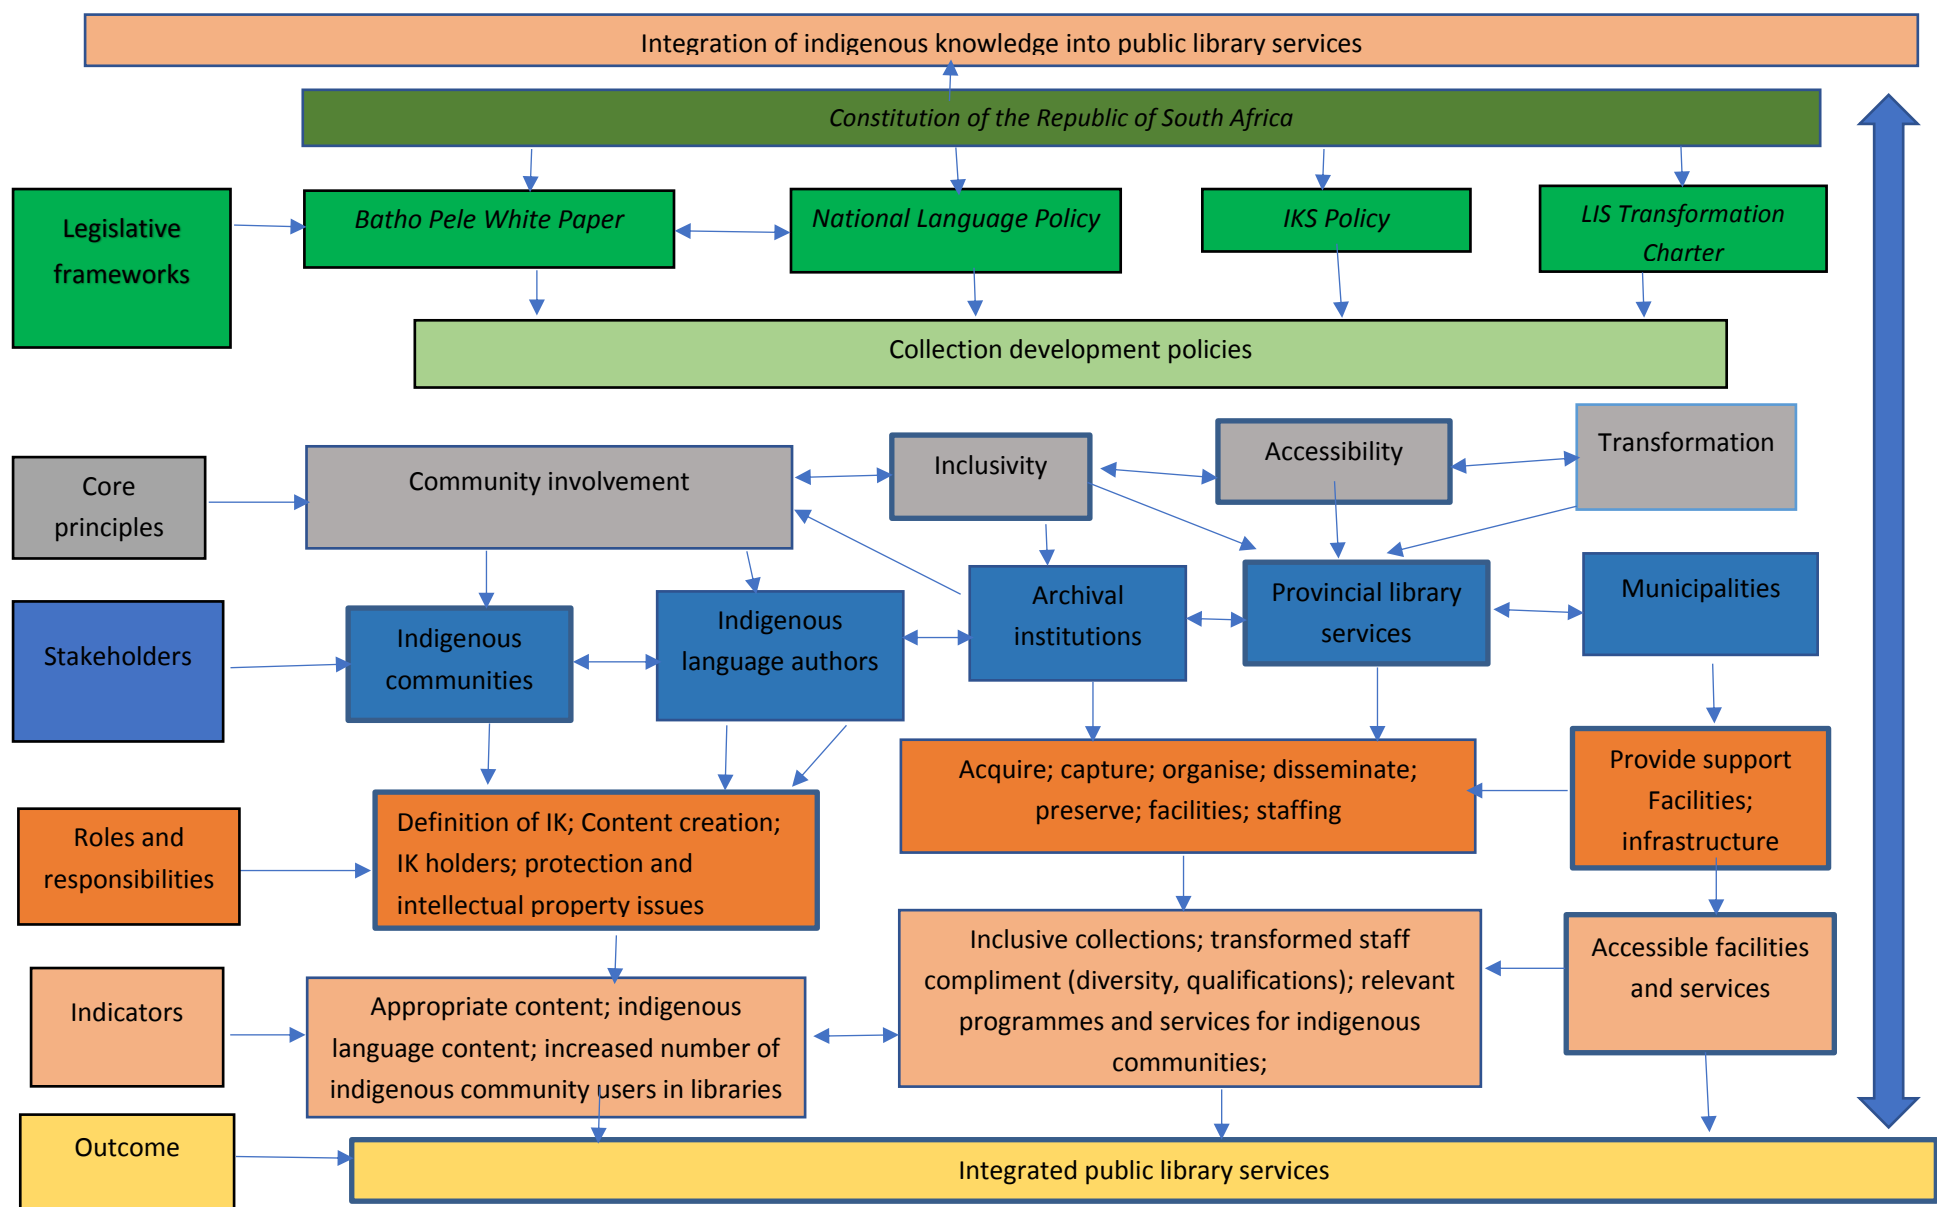 Integration of indigenous knowledge into public library services
Constitution of the Republic of South Africa
Legislative
frameworks
Batho Pele White Paper
National Language Policy
IKS Policy
LIS Transformation
Charter
Collection development policies
Core
principles
Community involvement
Inclusivity
Accessibility
Transformation
Stakeholders
Indigenous
communities
Indigenous
language authors
Archival
institutions
Provincial library
services
Municipalities
Roles and
responsibilities
Definition of IK; Content creation;
IK holders; protection and
intellectual property issues
Acquire; capture; organise; disseminate;
preserve; facilities; staffing
Provide support
Facilities;
infrastructure
Indicators
Appropriate content; indigenous
language content; increased number of
indigenous community users in libraries
Inclusive collections; transformed staff
compliment (diversity, qualifications); relevant
programmes and services for indigenous
communities;
Accessible facilities
and services
Outcome
Integrated public library services